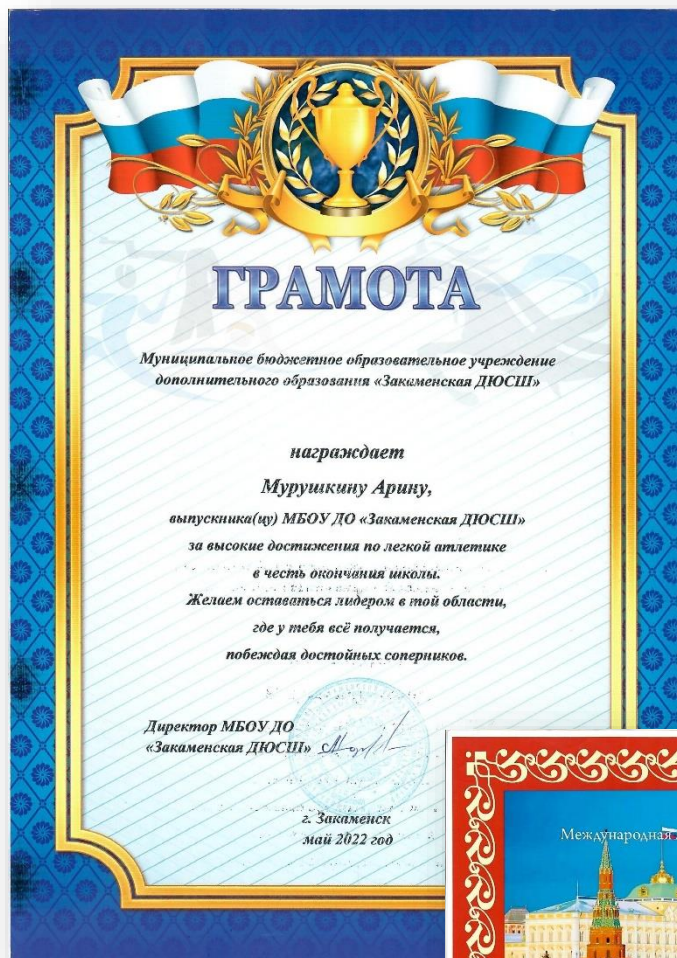 ГРАМОТА
Муниципальное бюджетное образовательное учреждение
дополнительного образования «Закаменская ДЮСШ»
награждает
Мурушкину Арину,
выпускника(цу) МБОУ ДО «Закаменская ДЮСШ»
за высокие достижения по легкой атлетике
в честь окончания школы.
Желаем оставаться лидером в той области,
где у тебя всё получается,
побеждая достойных соперников.
Директор МБОУ ДО
«Закаменская ДЮСШ»
г. Закаменск
май 2022 год
Международная